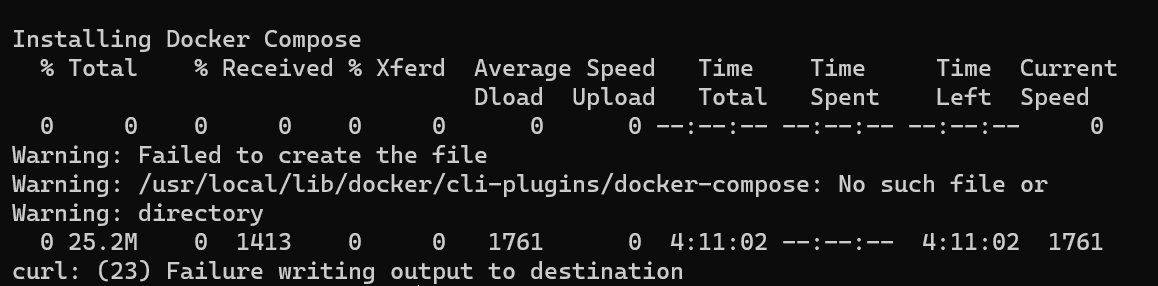 Installing Docker Compose
  % Total    % Received % Xferd  Average Speed   Time    Time     Time  Current
                                 Dload  Upload   Total   Spent    Left  Speed
  0     0    0     0    0     0      0      0 --:--:-- --:--:-- --:--:--     0
Warning: Failed to create the file
Warning: /usr/local/lib/docker/cli-plugins/docker-compose: No such file or
Warning: directory
  0 25.2M    0  1413    0     0   1761      0  4:11:02 --:--:--  4:11:02  1761
curl: (23) Failure writing output to destination